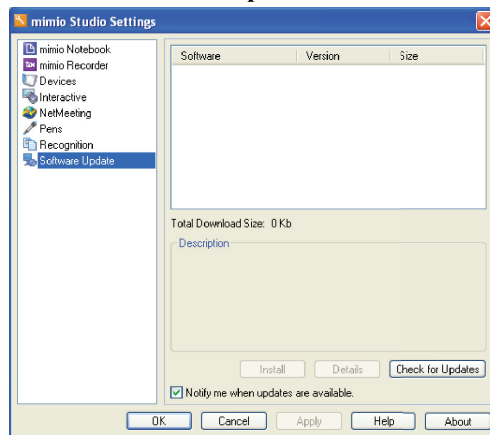 mimio Studio Settings
mimio Notebook
mimio Recorder
Devices
Interactive
NetMeeting
Pens
Recognition
Software Update
Software Version Size
Total Download Size: 0 Kb
Description
Install Details Check for Updates
Notify me when updates are available.
OK Cancel Apply Help About